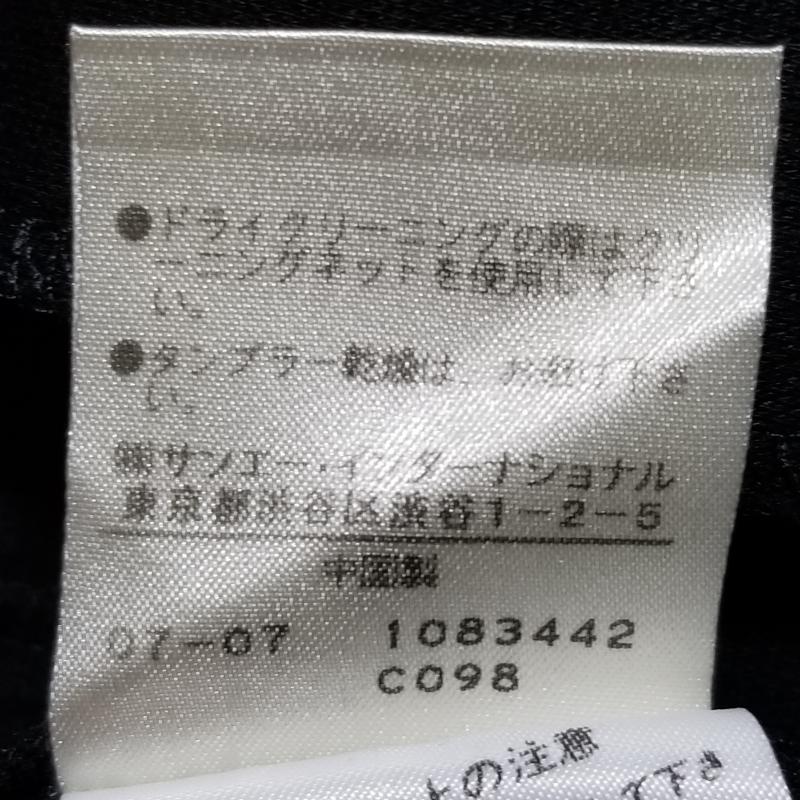 ●ドライクリーニングの際はクリ
ーニングネットを使用して下さ
い。
●タンブラー乾燥は、お避け下さ
い。
㈱サンエー・インターナショナル
東京都渋谷区渋谷1-2-5
中国製
07-07 1083442
C098
上の注意
て下さ